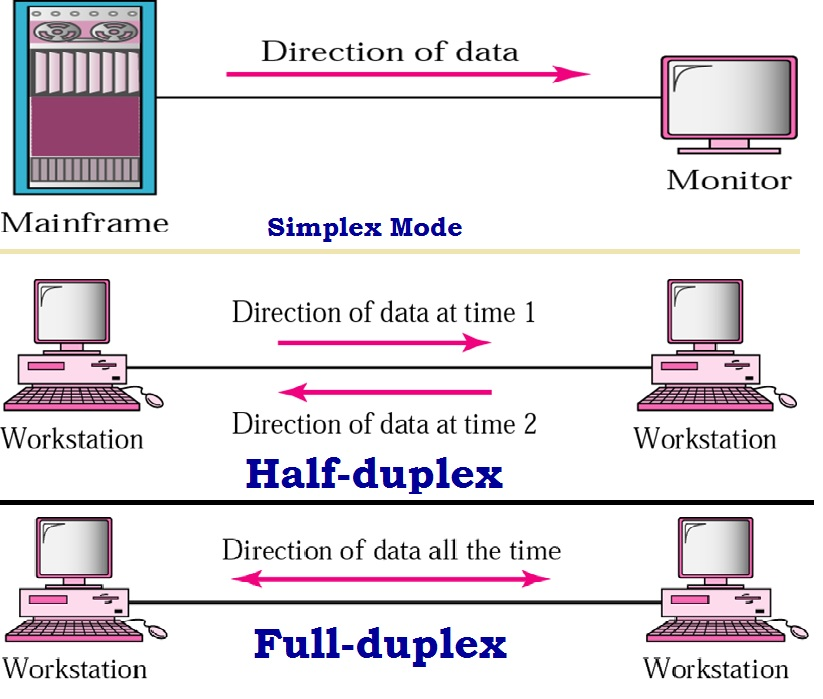 Direction of data
Mainframe
Monitor
Simplex Mode
Direction of data at time 1
Direction of data at time 2
Workstation
Workstation
Half-duplex
Direction of data all the time
Workstation
Workstation
Full-duplex